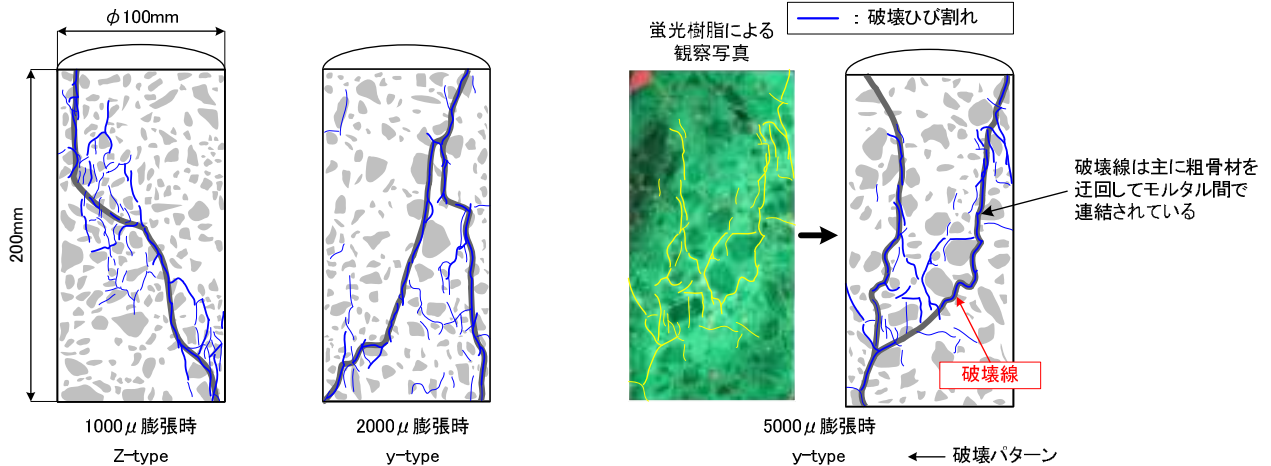 φ100mm
200mm
蛍光樹脂による
観察写真
：破壊ひび割れ
破壊線は主に粗骨材を
迂回してモルタル間で
連結されている
破壊線
1000μ膨張時
2000μ膨張時
5000μ膨張時
Z-type
y-type
y-type
破壊パターン